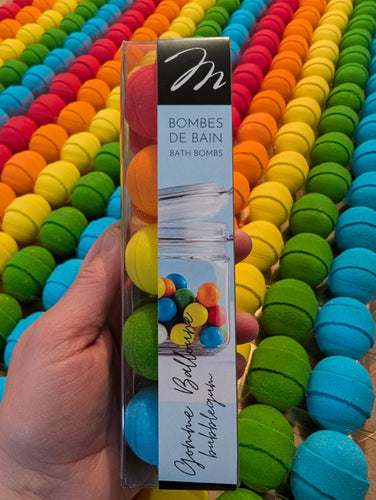 m
BOMBES
DE BAIN
BATH BOMBS
Gomme Balloune
bubblegum